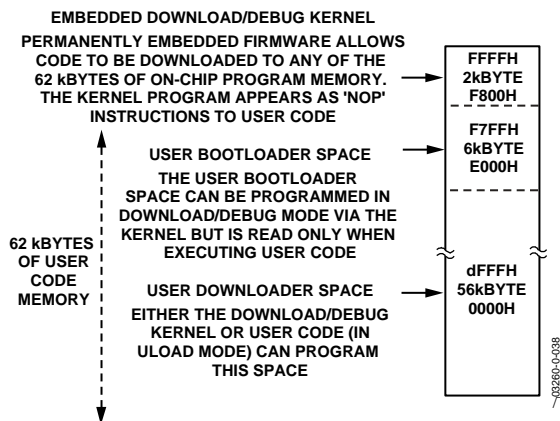 EMBEDDED DOWNLOAD/DEBUG KERNEL
PERMANENTLY EMBEDDED FIRMWARE ALLOWS
CODE TO BE DOWNLOADED TO ANY OF THE
62 kBYTES OF ON-CHIP PROGRAM MEMORY.
THE KERNEL PROGRAM APPEARS AS 'NOP'
INSTRUCTIONS TO USER CODE
FFFFH
2kBYTE
F800H
USER BOOTLOADER SPACE
THE USER BOOTLOADER
SPACE CAN BE PROGRAMMED IN
DOWNLOAD/DEBUG MODE VIA THE
KERNEL BUT IS READ ONLY WHEN
EXECUTING USER CODE
F7FFH
6kBYTE
E000H
62 kBYTES
OF USER
CODE
MEMORY
USER DOWNLOADER SPACE
EITHER THE DOWNLOAD/DEBUG
KERNEL OR USER CODE (IN
ULOAD MODE) CAN PROGRAM
THIS SPACE
dFFFH
56kBYTE
0000H
03260-0-038